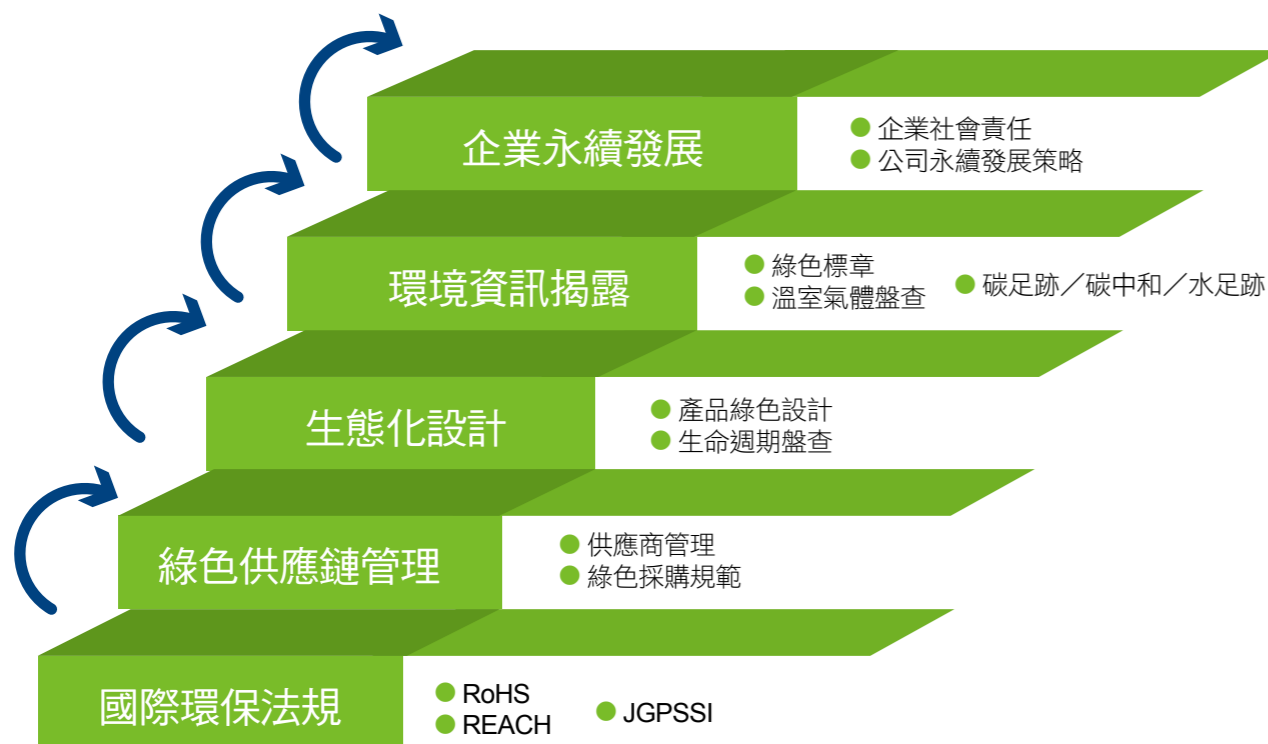 企業永續發展
企業社會責任
公司永續發展策略
環境資訊揭露
綠色標章
溫室氣體盤查
碳足跡／碳中和／水足跡
生態化設計
產品綠色設計
生命週期盤查
綠色供應鏈管理
供應商管理
綠色採購規範
國際環保法規
RoHS
REACH
JGPSSI